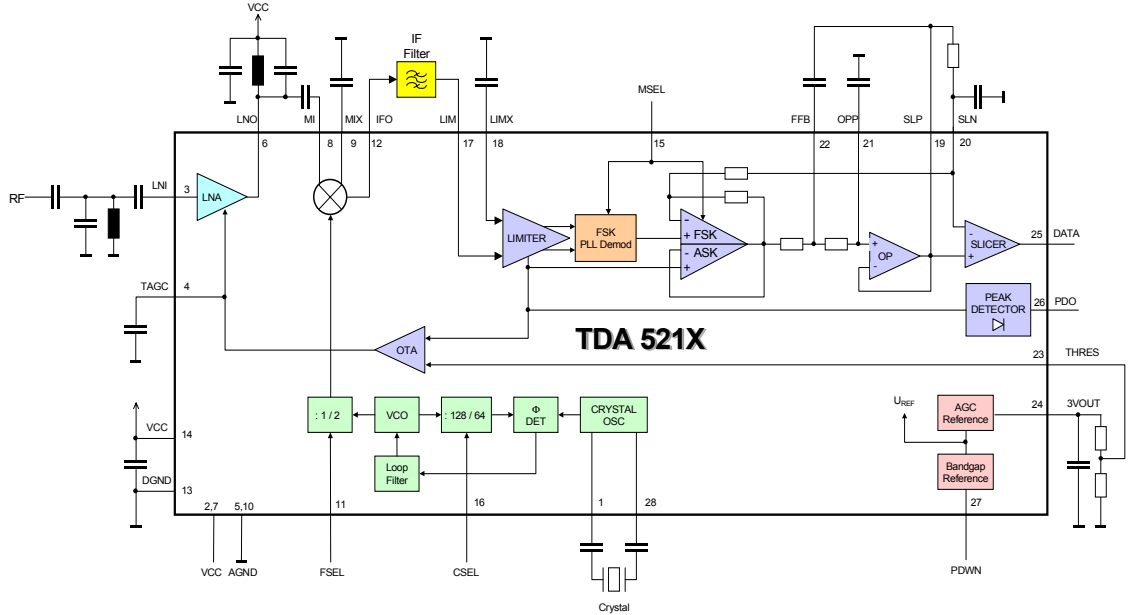 VCC
IF
Filter
MSEL
LNO
MI
MIX
IFO
LIM
LIMX
FFB
OPP
SLP
SLN
6
8
9
12
17
18
15
22
21
19
20
RF
LNI
3
LNA
LIMITER
FSK
PLL Demod
-
+ FSK
- ASK
+
+
-
OP
-
+
SLICER
25
DATA
TAGC
4
PEAK
DETECTOR
26
PDO
TDA 521X
OTA
23
THRES
: 1 / 2
VCO
: 128 / 64
Φ
DET
CRYSTAL
OSC
UREF
AGC
Reference
24
3VOUT
VCC
14
Loop
Filter
Bandgap
Reference
DGND
13
2,7
5,10
11
16
1
28
27
VCC
AGND
FSEL
CSEL
PDWN
Crystal